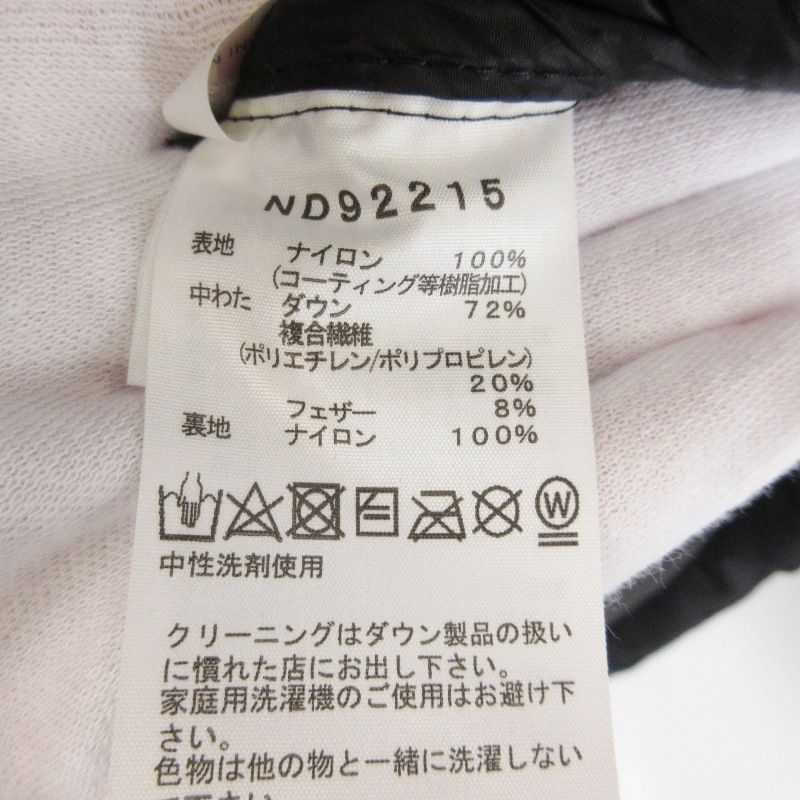 ND92215
表地 ナイロン 100%
(コーティング等樹脂加工)
中わた ダウン 72%
複合繊維
(ポリエチレン/ポリプロピレン)
20%
フェザー 8%
裏地 ナイロン 100%
W
中性洗剤使用
クリーニングはダウン製品の扱い
に慣れた店にお出し下さい。
家庭用洗濯機のご使用はお避け下
さい。
色物は他の物と一緒に洗濯しない
で下さい。